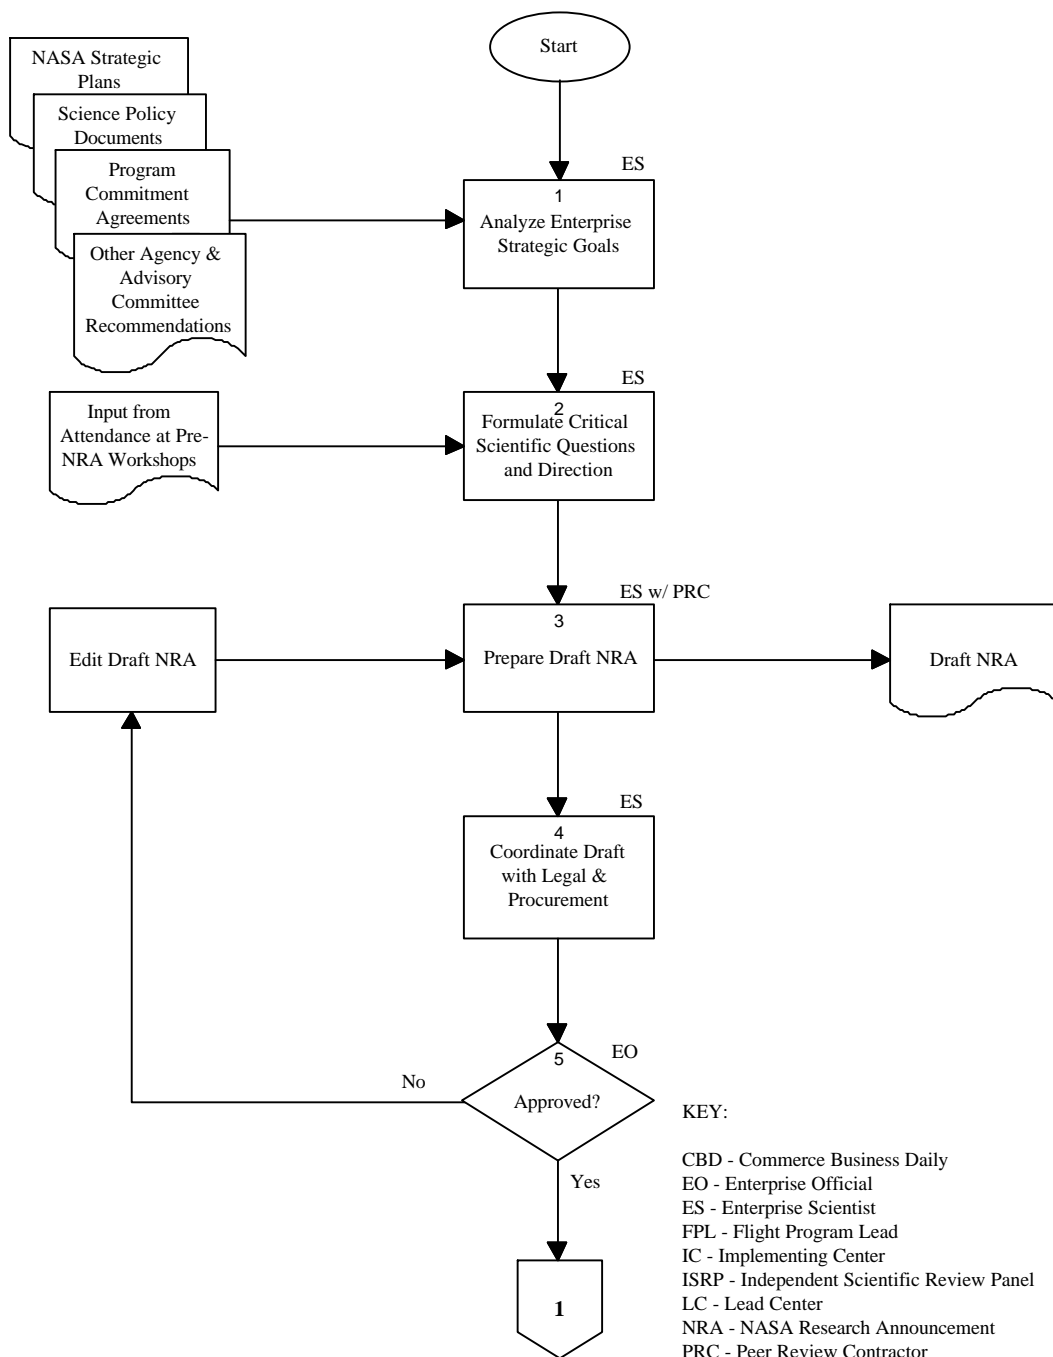 Start
NASA Strategic
Plans
Science Policy
Documents
Program
Commitment
Agreements
Other Agency &
Advisory
Committee
Recommendations
ES
1
Analyze Enterprise
Strategic Goals
ES
Input from
Attendance at Pre-
NRA Workshops
2
Formulate Critical
Scientific Questions
and Direction
ES w/ PRC
Edit Draft NRA
3
Prepare Draft NRA
Draft NRA
ES
4
Coordinate Draft
with Legal &
Procurement
EO
5
Approved?
No
Yes
1
KEY:
CBD - Commerce Business Daily
EO - Enterprise Official
ES - Enterprise Scientist
FPL - Flight Program Lead
IC - Implementing Center
ISRP - Independent Scientific Review Panel
LC - Lead Center
NRA - NASA Research Announcement
PRC - Peer Review Contractor